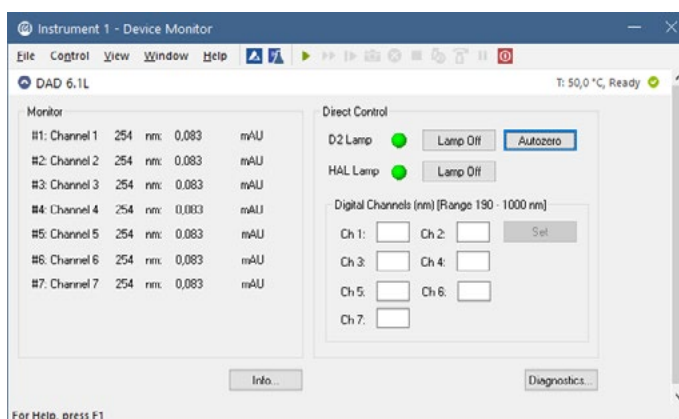 Instrument 1 - Device Monitor
File Control View Window Help
DAD 6.1L T: 50,0 °C, Ready
Monitor
#1: Channel 1 254 nm: 0,083 mAU
#2: Channel 2 254 nm: 0,083 mAU
#3: Channel 3 254 nm: 0,083 mAU
#4: Channel 4 254 nm: 0,083 mAU
#5: Channel 5 254 nm: 0,083 mAU
#6: Channel 6 254 nm: 0,083 mAU
#7: Channel 7 254 nm: 0,083 mAU
Info...
Direct Control
D2 Lamp Lamp Off Autozero
HAL Lamp Lamp Off
Digital Channels (nm) [Range 190 - 1000 nm]
Ch 1: Ch 2: Set
Ch 3: Ch 4:
Ch 5: Ch 6:
Ch 7:
Diagnostics...
For Help, press F1